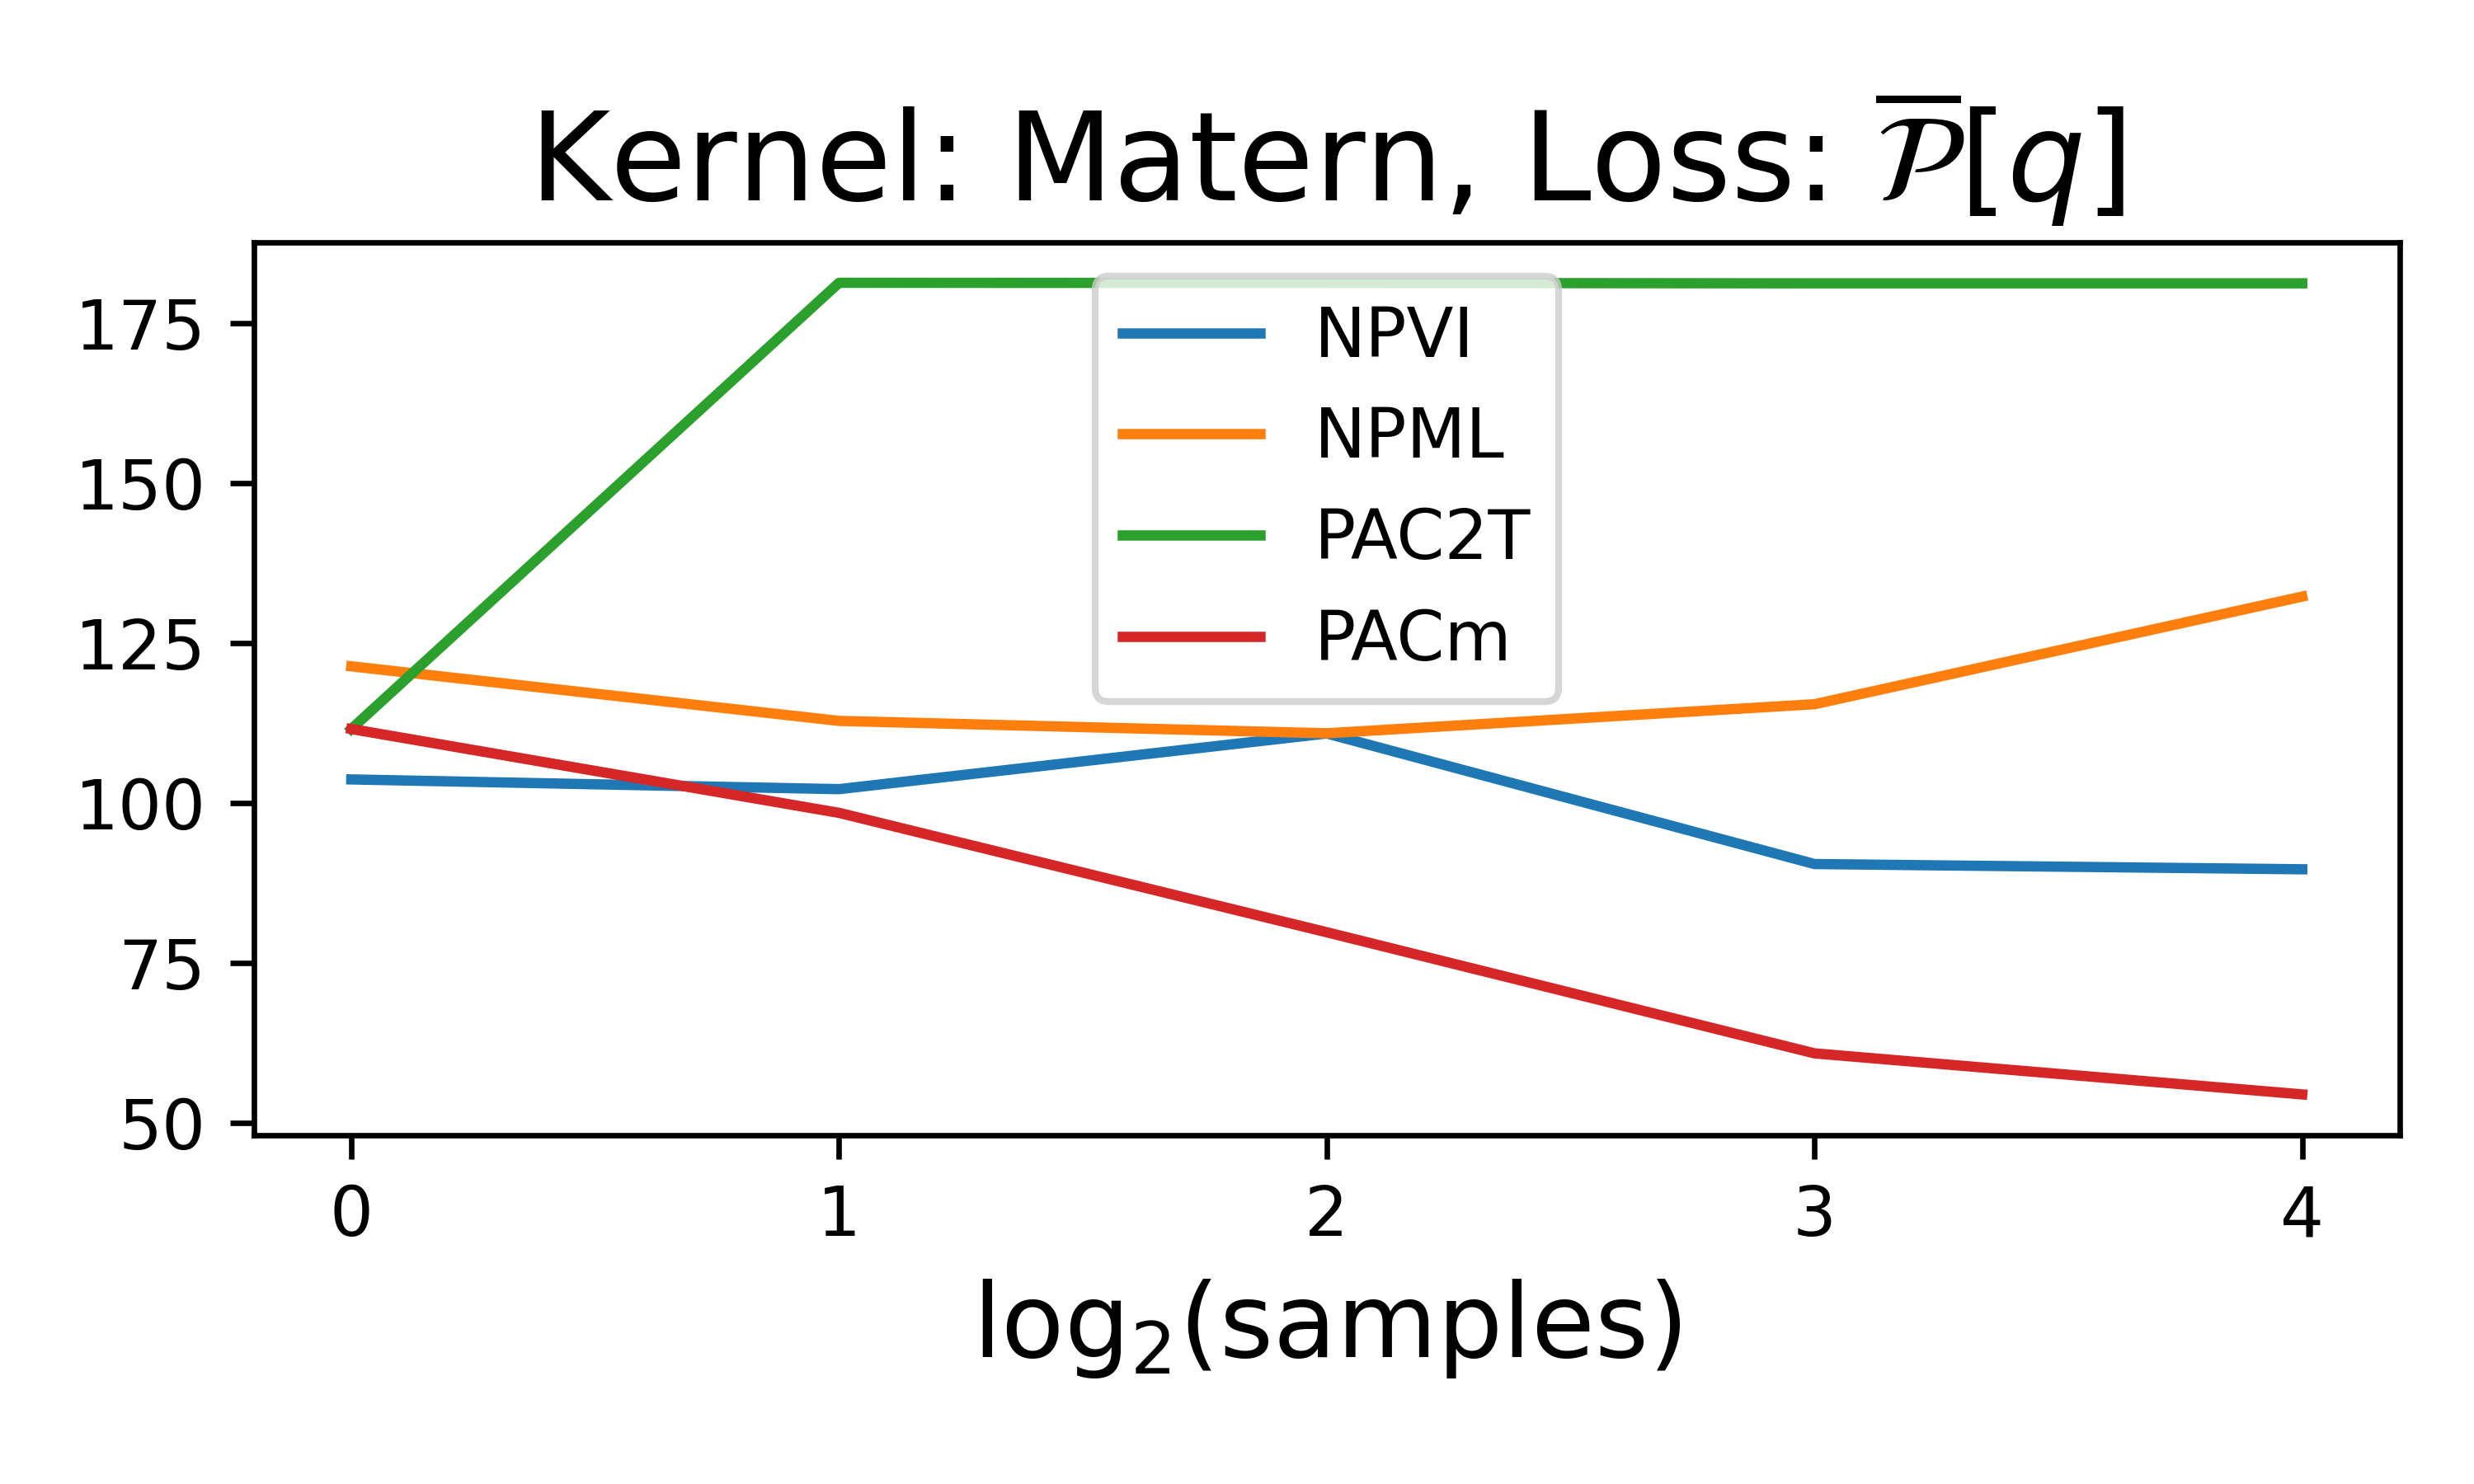 Kernel: Matern, Loss: $\overline{\mathcal{P}}[q]$
175
150
125
100
75
50
NPVI
NPML
PAC2T
PACm
0 1 2 3 4
log₂(samples)